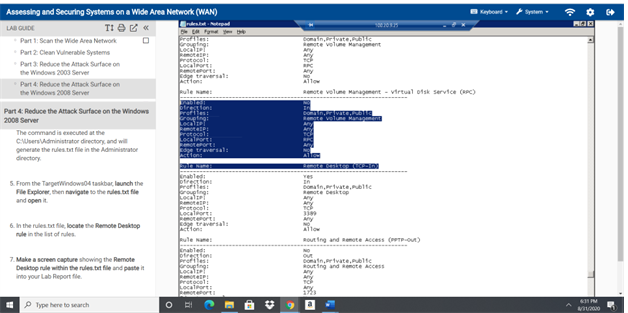 Assessing and Securing Systems on a Wide Area Network (WAN)
Keyboard
System
LAB GUIDE
Part 1: Scan the Wide Area Network
Part 2: Clean Vulnerable Systems
Part 3: Reduce the Attack Surface on the Windows 2003 Server
Part 4: Reduce the Attack Surface on the Windows 2008 Server
Part 4: Reduce the Attack Surface on the Windows 2008 Server
The command is executed at the
C:\Users\Administrator directory, and will
generate the rules.txt file in the Administrator
directory.
5. From the TargetWindows04 taskbar, launch the
File Explorer, then navigate to the rules.txt file
and open it.
6. In the rules.txt file, locate the Remote Desktop
rule in the list of rules.
7. Make a screen capture showing the Remote
Desktop rule within the rules.txt file and paste it
into your Lab Report file.
rules.txt - Notepad
File Edit Format View Help
Profiles: Domain,Private,Public
Grouping: Remote Volume Management
LocalIP: Any
RemoteIP: Any
Protocol: TCP
LocalPort: RPC
RemotePort: Any
Edge traversal: No
Action: Allow
Rule Name: Remote Volume Management - Virtual Disk Service (RPC)
Enabled: No
Direction: In
Profiles: Domain,Private,Public
Grouping: Remote Volume Management
LocalIP: Any
RemoteIP: Any
Protocol: TCP
LocalPort: RPC
RemotePort: Any
Edge traversal: No
Action: Allow
Rule Name: Remote Desktop (TCP-In)
Enabled: Yes
Direction: In
Profiles: Domain,Private,Public
Grouping: Remote Desktop
LocalIP: Any
RemoteIP: Any
Protocol: TCP
LocalPort: 3389
RemotePort: Any
Edge traversal: No
Action: Allow
Rule Name: Routing and Remote Access (PPTP-Out)
Enabled: No
Direction: Out
Profiles: Domain,Private,Public
Grouping: Routing and Remote Access
LocalIP: Any
RemoteIP: Any
Protocol: TCP
LocalPort: Any
RemotePort: 1723
Type here to search
6:31 PM
8/31/2020